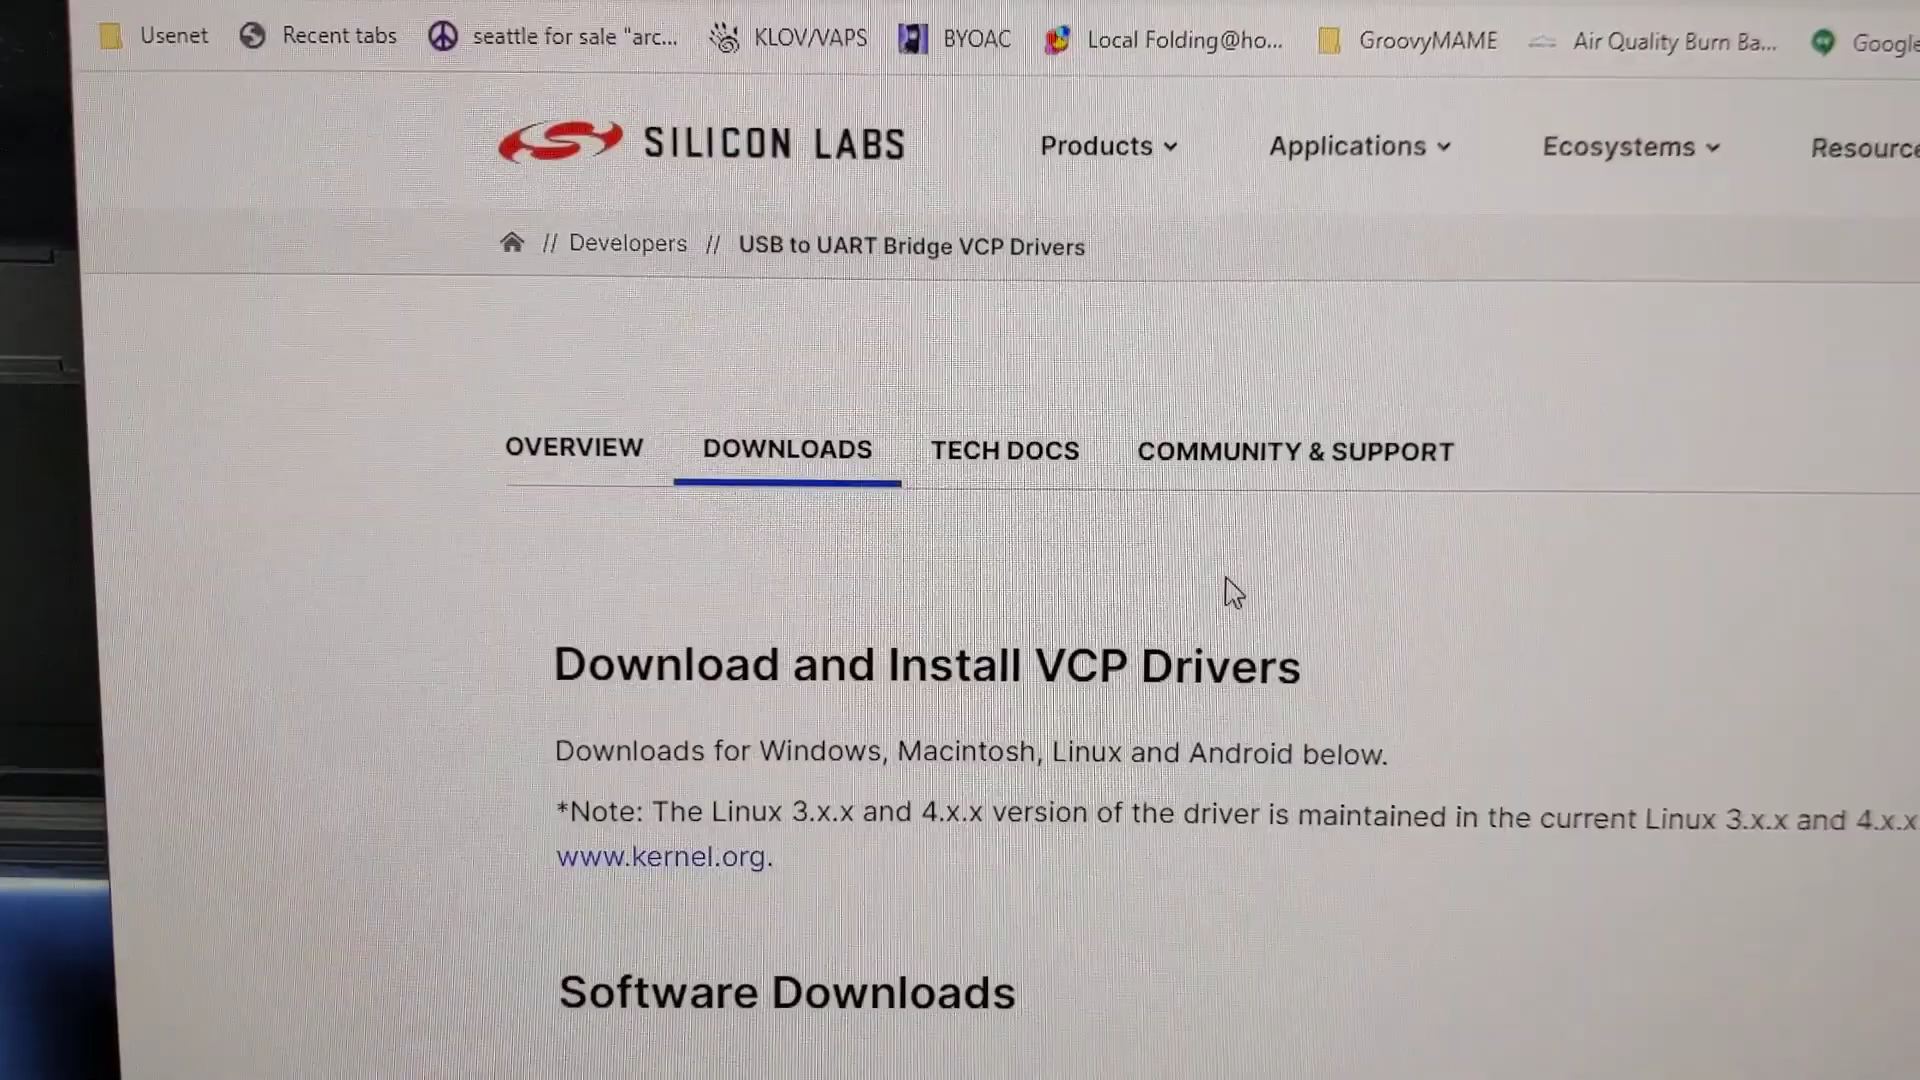 Usenet Recent tabs seattle for sale "arc... KLOV/VAPS BYOAC Local Folding@ho... GroovyMAME Air Quality Burn Ba... Google
SILICON LABS Products Applications Ecosystems Resource
// Developers // USB to UART Bridge VCP Drivers
OVERVIEW DOWNLOADS TECH DOCS COMMUNITY & SUPPORT
Download and Install VCP Drivers
Downloads for Windows, Macintosh, Linux and Android below.
*Note: The Linux 3.x.x and 4.x.x version of the driver is maintained in the current Linux 3.x.x and 4.x.x
www.kernel.org.
Software Downloads